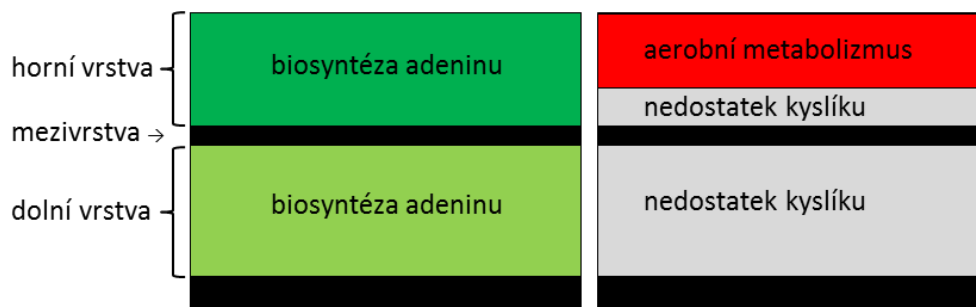 horní vrstva
biosyntéza adeninu
aerobní metabolizmus
nedostatek kyslíku
mezivrstva →
dolní vrstva
biosyntéza adeninu
nedostatek kyslíku